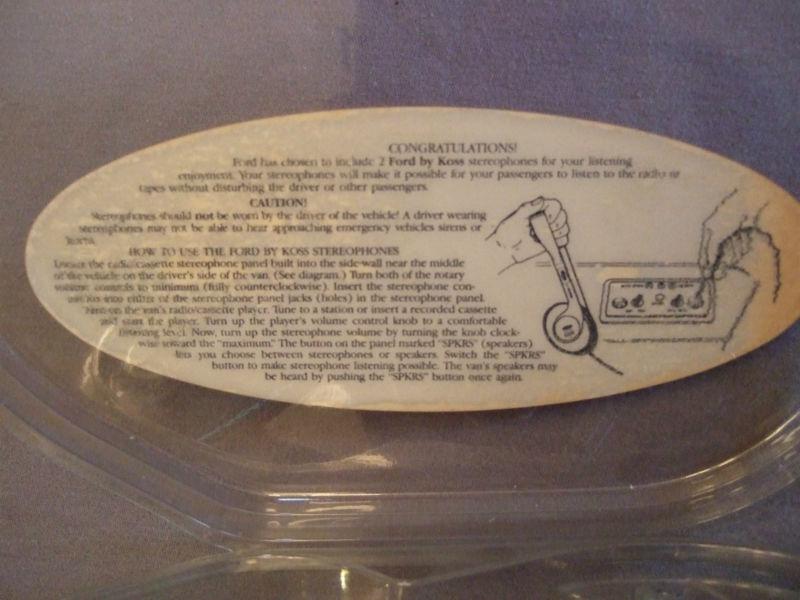 CONGRATULATIONS!
Ford has chosen to include 2 Ford by Koss stereophones for your listening
enjoyment. Your stereophones will make it possible for your passengers to listen to the radio or
tapes without disturbing the driver or other passengers.
CAUTION!
Stereophones should not be worn by the driver of the vehicle! A driver wearing
stereophones may not be able to hear approaching emergency vehicles sirens or
horns.
HOW TO USE THE FORD BY KOSS STEREOPHONES
Locate the radio/cassette stereophone panel built into the side-wall near the middle
of the vehicle on the driver's side of the van. (See diagram.) Turn both of the rotary
volume controls to minimum (fully counterclockwise). Insert the stereophone con-
nectors into either of the stereophone panel jacks (holes) in the stereophone panel.
Turn on the van's radio/cassette player. Tune to a station or insert a recorded cassette
and start the player. Turn up the player's volume control knob to a comfortable
listening level. Now, turn up the stereophone volume by turning the knob clock-
wise toward the "maximum." The button on the panel marked "SPKRS" (speakers)
lets you choose between stereophones or speakers. Switch the "SPKRS"
button to make stereophone listening possible. The van's speakers may
be heard by pushing the "SPKRS" button once again.